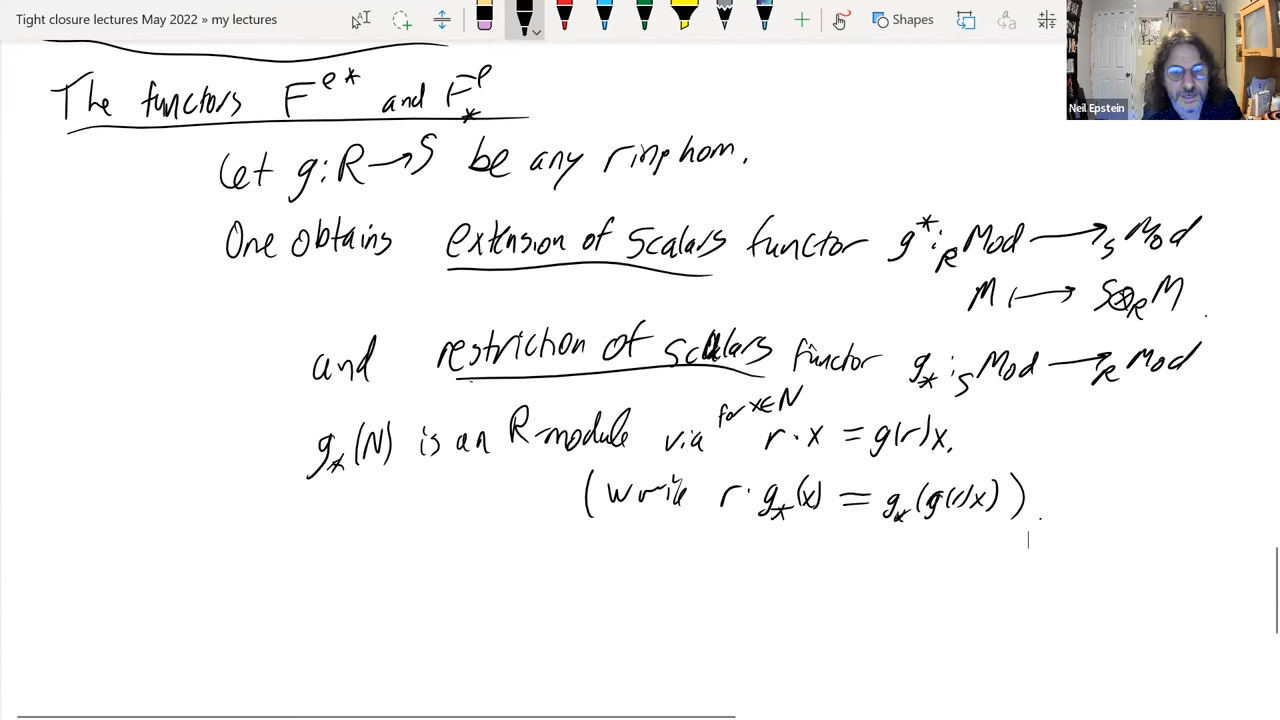 Tight closure lectures May 2022 » my lectures
Shapes
Neil Epstein
The functors F^{e*} and F^e_*
Let g: R → S be any ring hom.
One obtains extension of scalars functor g^*: _R Mod → _S Mod
M ↦ S ⊗_R M.
and restriction of scalars functor g_*: _S Mod → _R Mod
g_*(N) is an R-module via for x∈N r·x = g(r)x.
(write r·g_*(x) = g_*(g(r)x)).